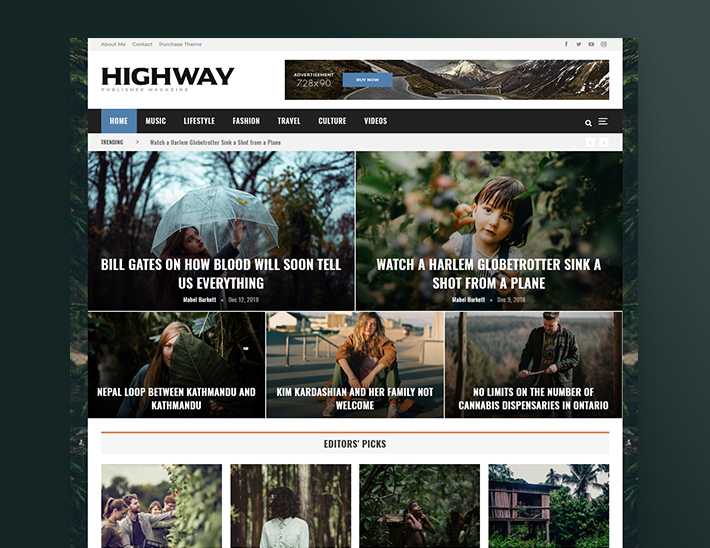 About Me Contact Purchase Theme
HIGHWAY
PUBLISHER MAGAZINE
ADVERTISEMENT
728x90
BUY NOW
HOME MUSIC LIFESTYLE FASHION TRAVEL CULTURE VIDEOS
TRENDING > Watch a Harlem Globetrotter Sink a Shot from a Plane
BILL GATES ON HOW BLOOD WILL SOON TELL
US EVERYTHING
Mabel Burkett • Dec 12, 2018
WATCH A HARLEM GLOBETROTTER SINK A
SHOT FROM A PLANE
Mabel Burkett • Dec 9, 2018
NEPAL LOOP BETWEEN KATHMANDU AND
KATHMANDU
KIM KARDASHIAN AND HER FAMILY NOT
WELCOME
NO LIMITS ON THE NUMBER OF
CANNABIS DISPENSARIES IN ONTARIO
EDITORS' PICKS